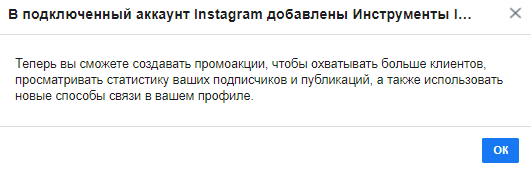 В подключенный аккаунт Instagram добавлены Инструменты I...
Теперь вы сможете создавать промоакции, чтобы охватывать больше клиентов,
просматривать статистику ваших подписчиков и публикаций, а также использовать
новые способы связи в вашем профиле.
ОК